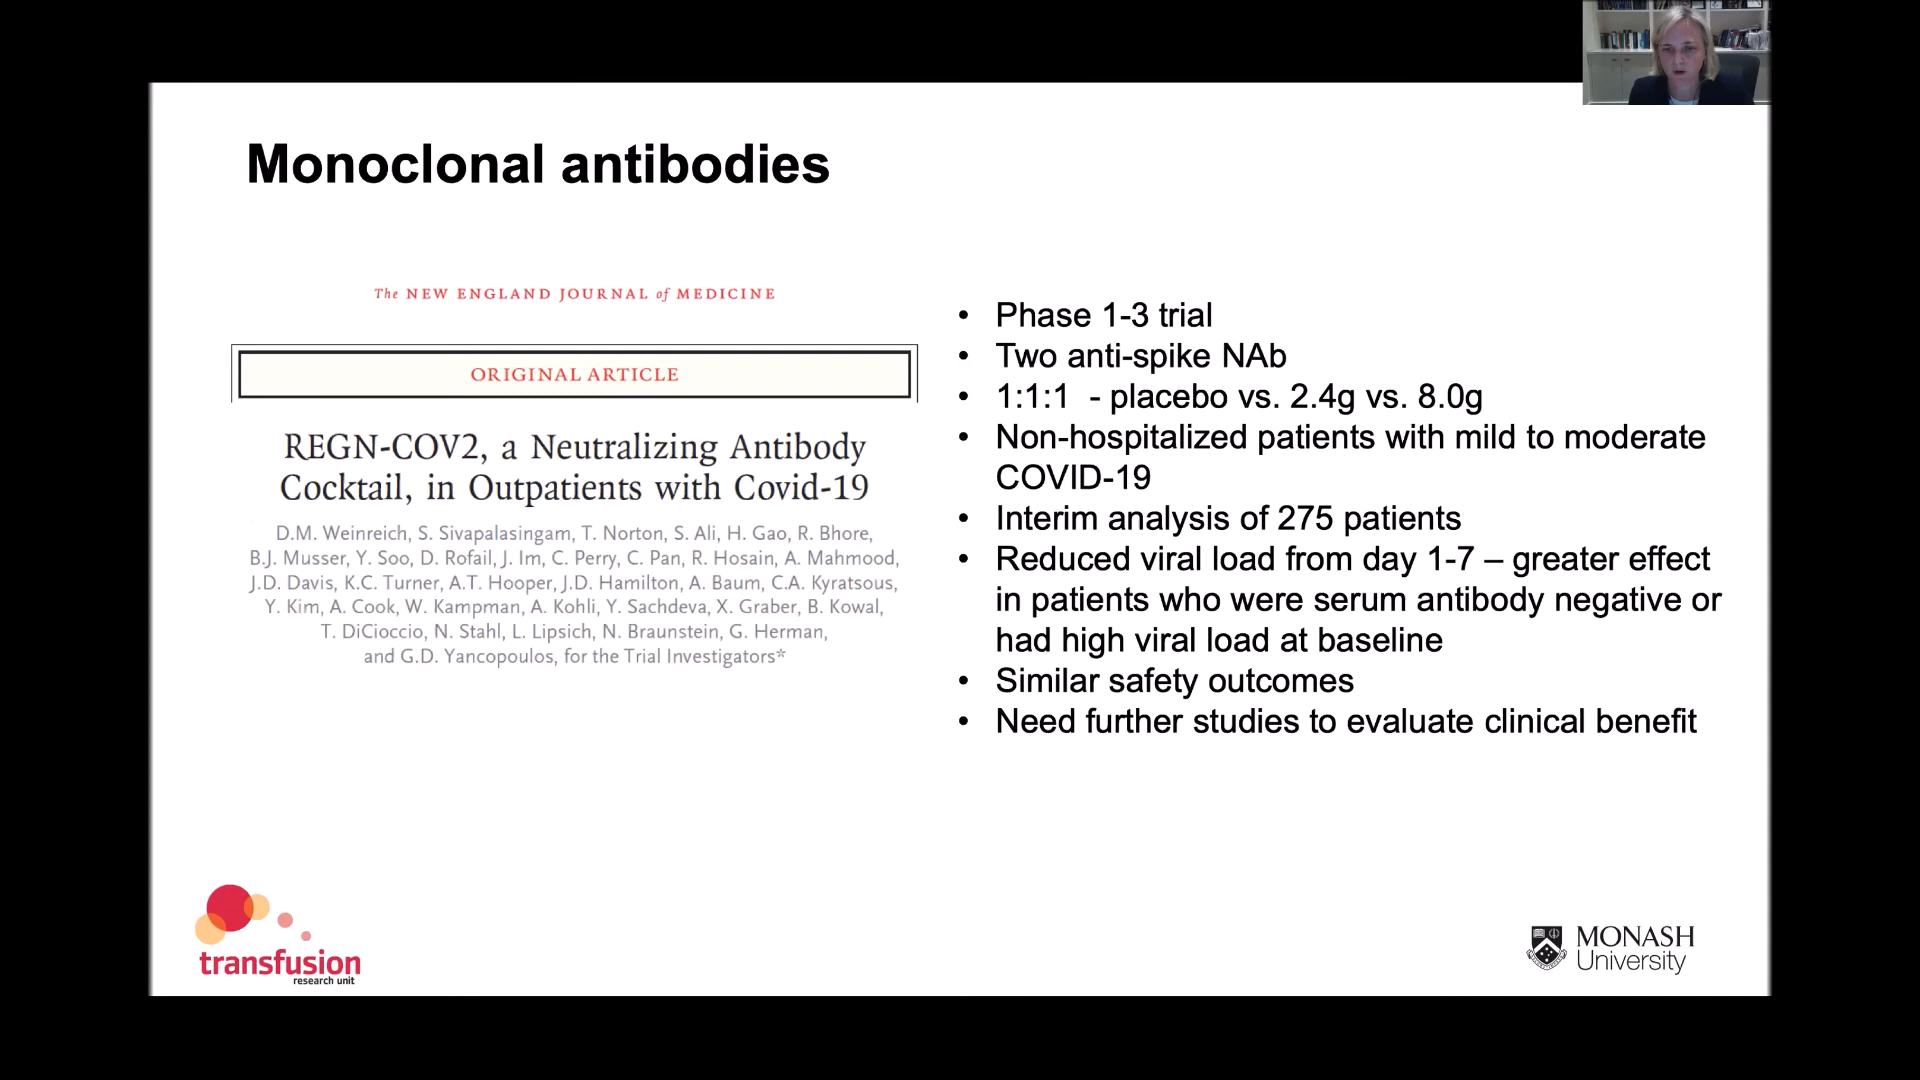 Monoclonal antibodies
The NEW ENGLAND JOURNAL of MEDICINE
ORIGINAL ARTICLE
REGN-COV2, a Neutralizing Antibody
Cocktail, in Outpatients with Covid-19
D.M. Weinreich, S. Sivapalasingam, T. Norton, S. Ali, H. Gao, R. Bhore,
B.J. Musser, Y. Soo, D. Rofail, J. Im, C. Perry, C. Pan, R. Hosain, A. Mahmood,
J.D. Davis, K.C. Turner, A.T. Hooper, J.D. Hamilton, A. Baum, C.A. Kyratsous,
Y. Kim, A. Cook, W. Kampman, A. Kohli, Y. Sachdeva, X. Graber, B. Kowal,
T. DiCioccio, N. Stahl, L. Lipsich, N. Braunstein, G. Herman,
and G.D. Yancopoulos, for the Trial Investigators*
• Phase 1-3 trial
• Two anti-spike NAb
• 1:1:1 - placebo vs. 2.4g vs. 8.0g
• Non-hospitalized patients with mild to moderate
COVID-19
• Interim analysis of 275 patients
• Reduced viral load from day 1-7 – greater effect
in patients who were serum antibody negative or
had high viral load at baseline
• Similar safety outcomes
• Need further studies to evaluate clinical benefit
transfusion
research unit
MONASH
University